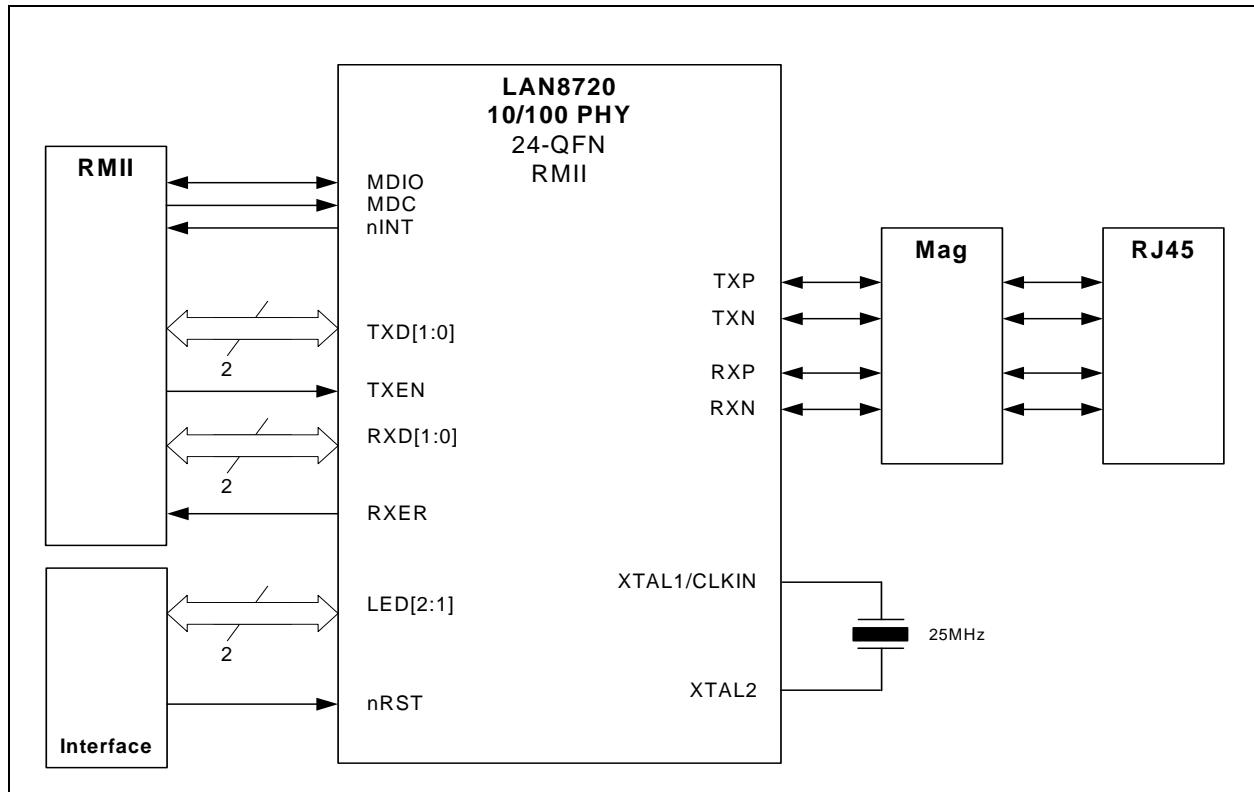 LAN8720
10/100 PHY
24-QFN
RMII
RMII
MDIO
MDC
nINT
TXD[1:0]
2
TXEN
RXD[1:0]
2
RXER
LED[2:1]
2
nRST
Interface
TXP
TXN
RXP
RXN
Mag
RJ45
XTAL1/CLKIN
25MHz
XTAL2